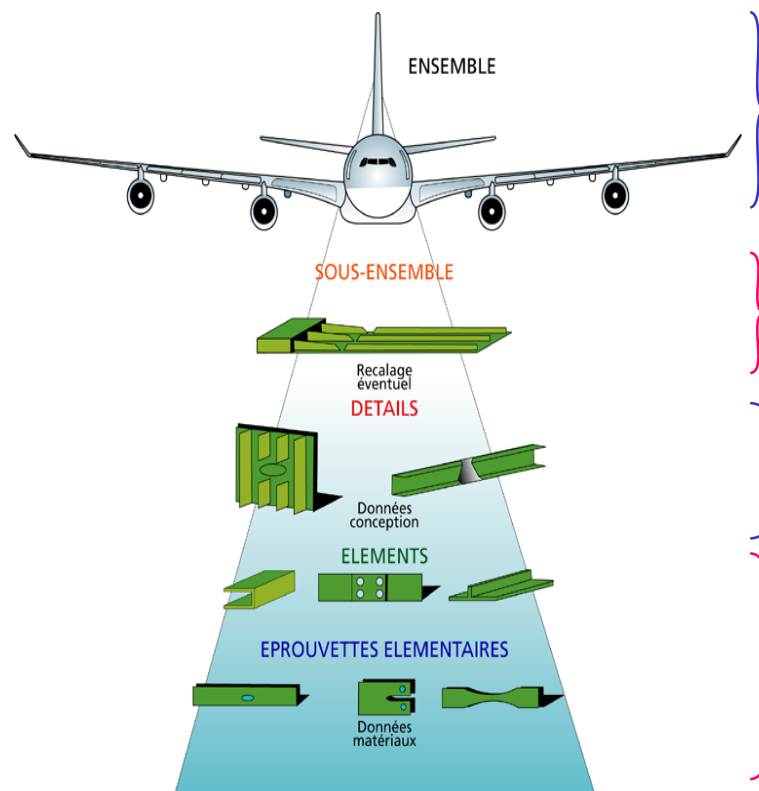 ENSEMBLE
SOUS-ENSEMBLE
Recalage
éventuel
DETAILS
Données
conception
ELEMENTS
EPROUVETTES ELEMENTAIRES
Données
matériaux